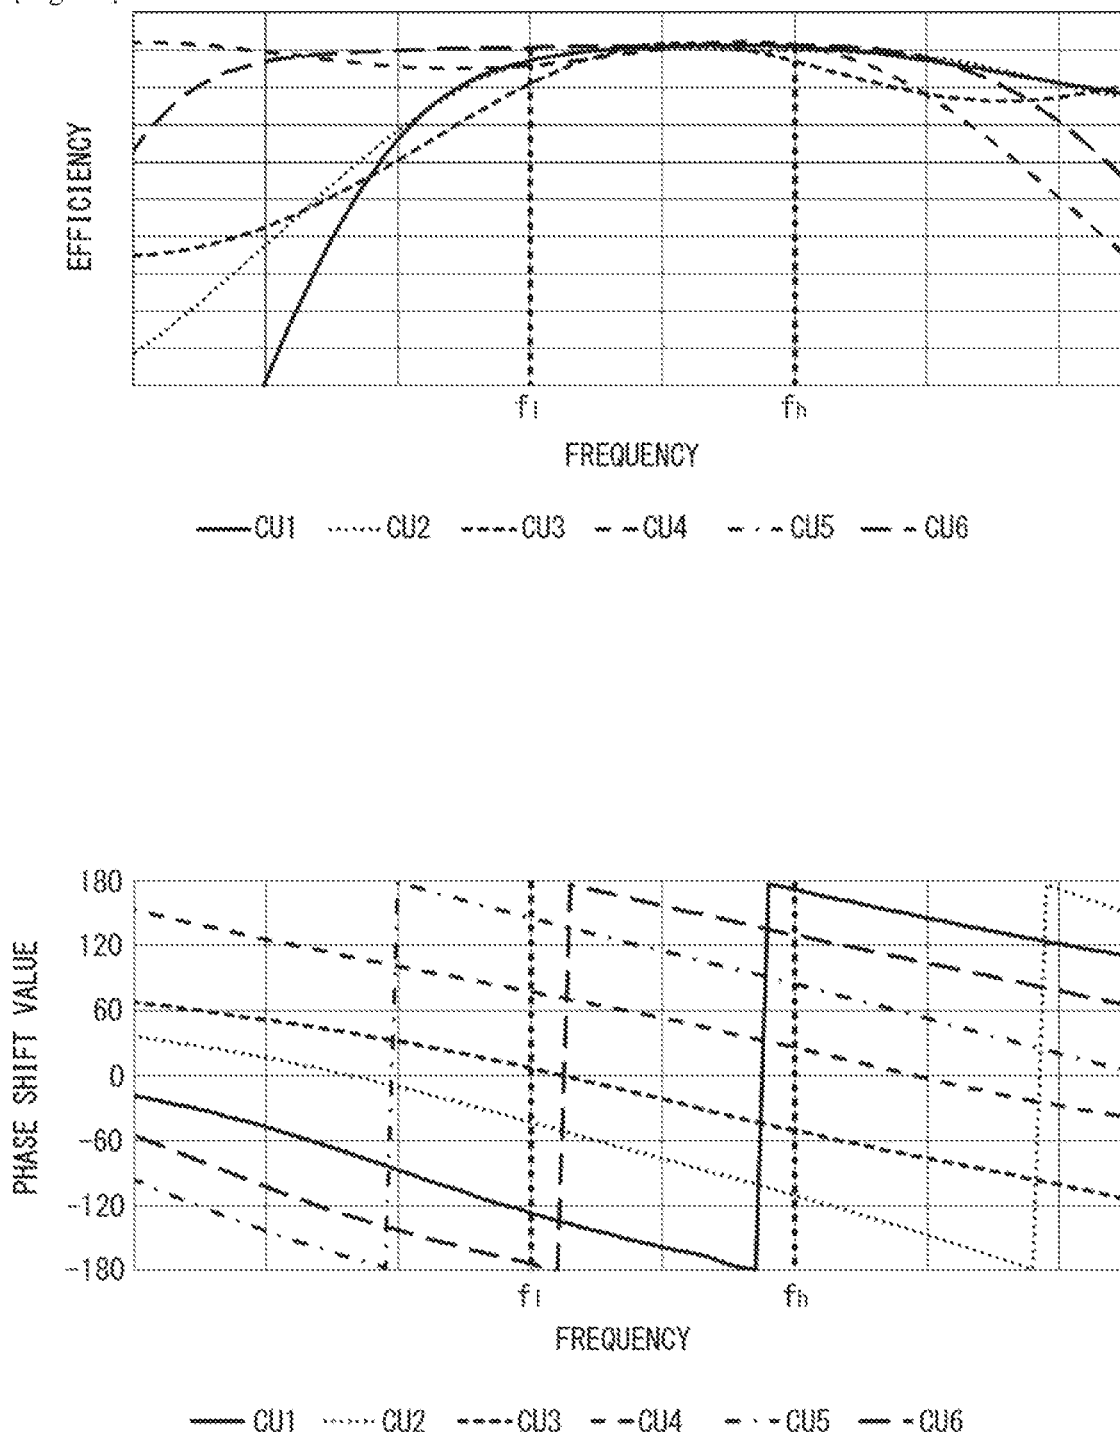 EFFICIENCY
fl fh
FREQUENCY
CU1 CU2 CU3 CU4 CU5 CU6
180
120
60
0
-60
-120
-180
PHASE SHIFT VALUE
fl fh
FREQUENCY
CU1 CU2 CU3 CU4 CU5 CU6